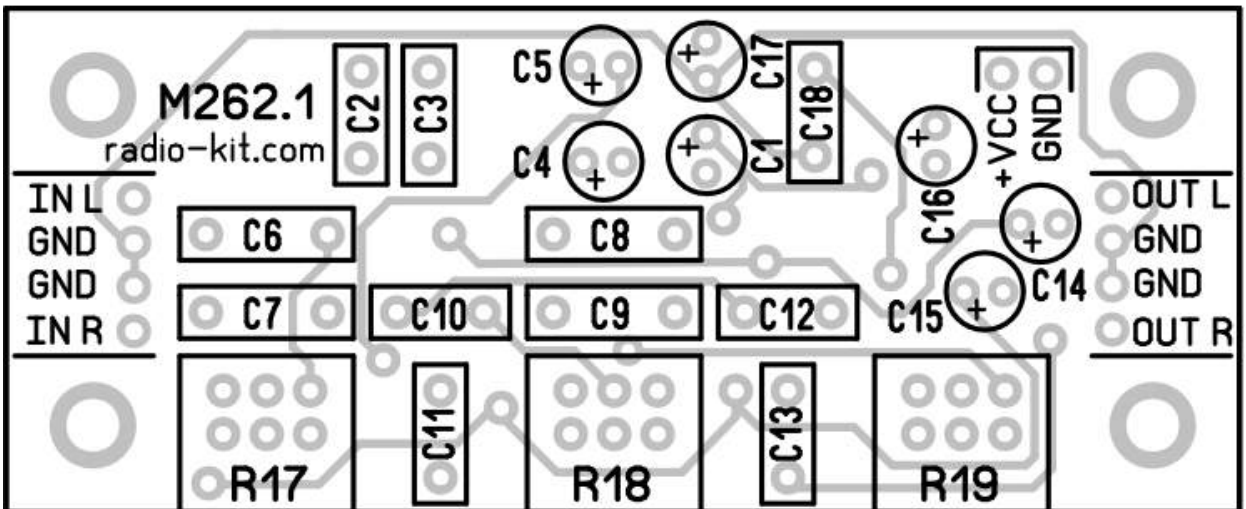 M262.1
radio-kit.com
C2
C3
C5
+
C4
+
+
C17
+
C1
C18
+
C16
+VCC
GND
IN L
GND
GND
IN R
C6
C8
+
C14
+
C15
OUT L
GND
GND
OUT R
C7
C10
C9
C12
C11
C13
R17
R18
R19